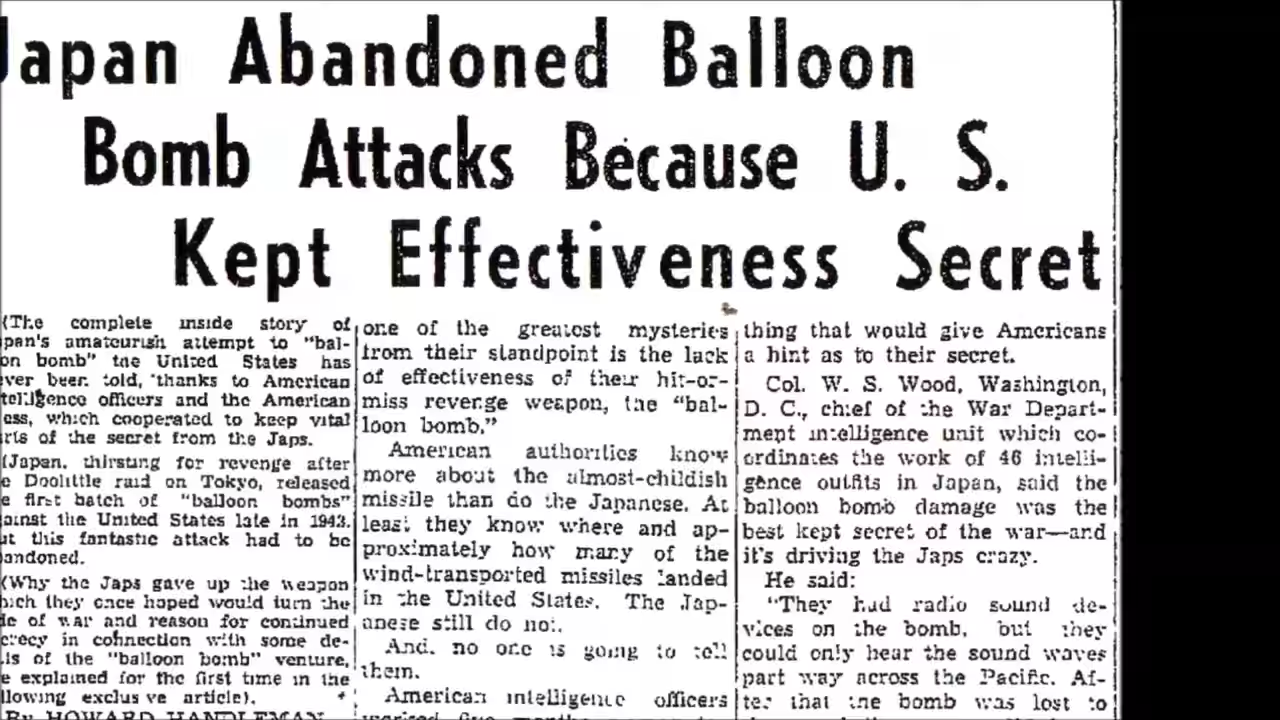 Japan Abandoned Balloon
Bomb Attacks Because U. S.
Kept Effectiveness Secret
(The complete inside story of
pan's amateurish attempt to "bal-
on bomb" the United States has
ver been told, thanks to American
telligence officers and the American
ess, which cooperated to keep vital
rts of the secret from the Japs.
(Japan, thirsting for revenge after
e Doolittle raid on Tokyo, released
e first batch of "balloon bombs"
ainst the United States late in 1943.
ut this fantastic attack had to be
andoned.
(Why the Japs gave up the weapon
hich they once hoped would turn the
de of war and reason for continued
crecy in connection with some de-
ils of the "balloon bomb" venture,
e explained for the first time in the
llowing exclusive article).
By HOWARD HANDLEMAN
one of the greatest mysteries
from their standpoint is the lack
of effectiveness of their hit-or-
miss revenge weapon, the "bal-
loon bomb."
American authorities know
more about the almost-childish
missile than do the Japanese. At
least they know where and ap-
proximately how many of the
wind-transported missiles landed
in the United States. The Jap-
anese still do not.
And, no one is going to tell
them.
American intelligence officers
worked five months
thing that would give Americans
a hint as to their secret.
Col. W. S. Wood, Washington,
D. C., chief of the War Depart-
ment intelligence unit which co-
ordinates the work of 46 intelli-
gence outfits in Japan, said the
balloon bomb damage was the
best kept secret of the war—and
it's driving the Japs crazy.
He said:
"They had radio sound de-
vices on the bomb, but they
could only hear the sound waves
part way across the Pacific. Af-
ter that the bomb was lost to